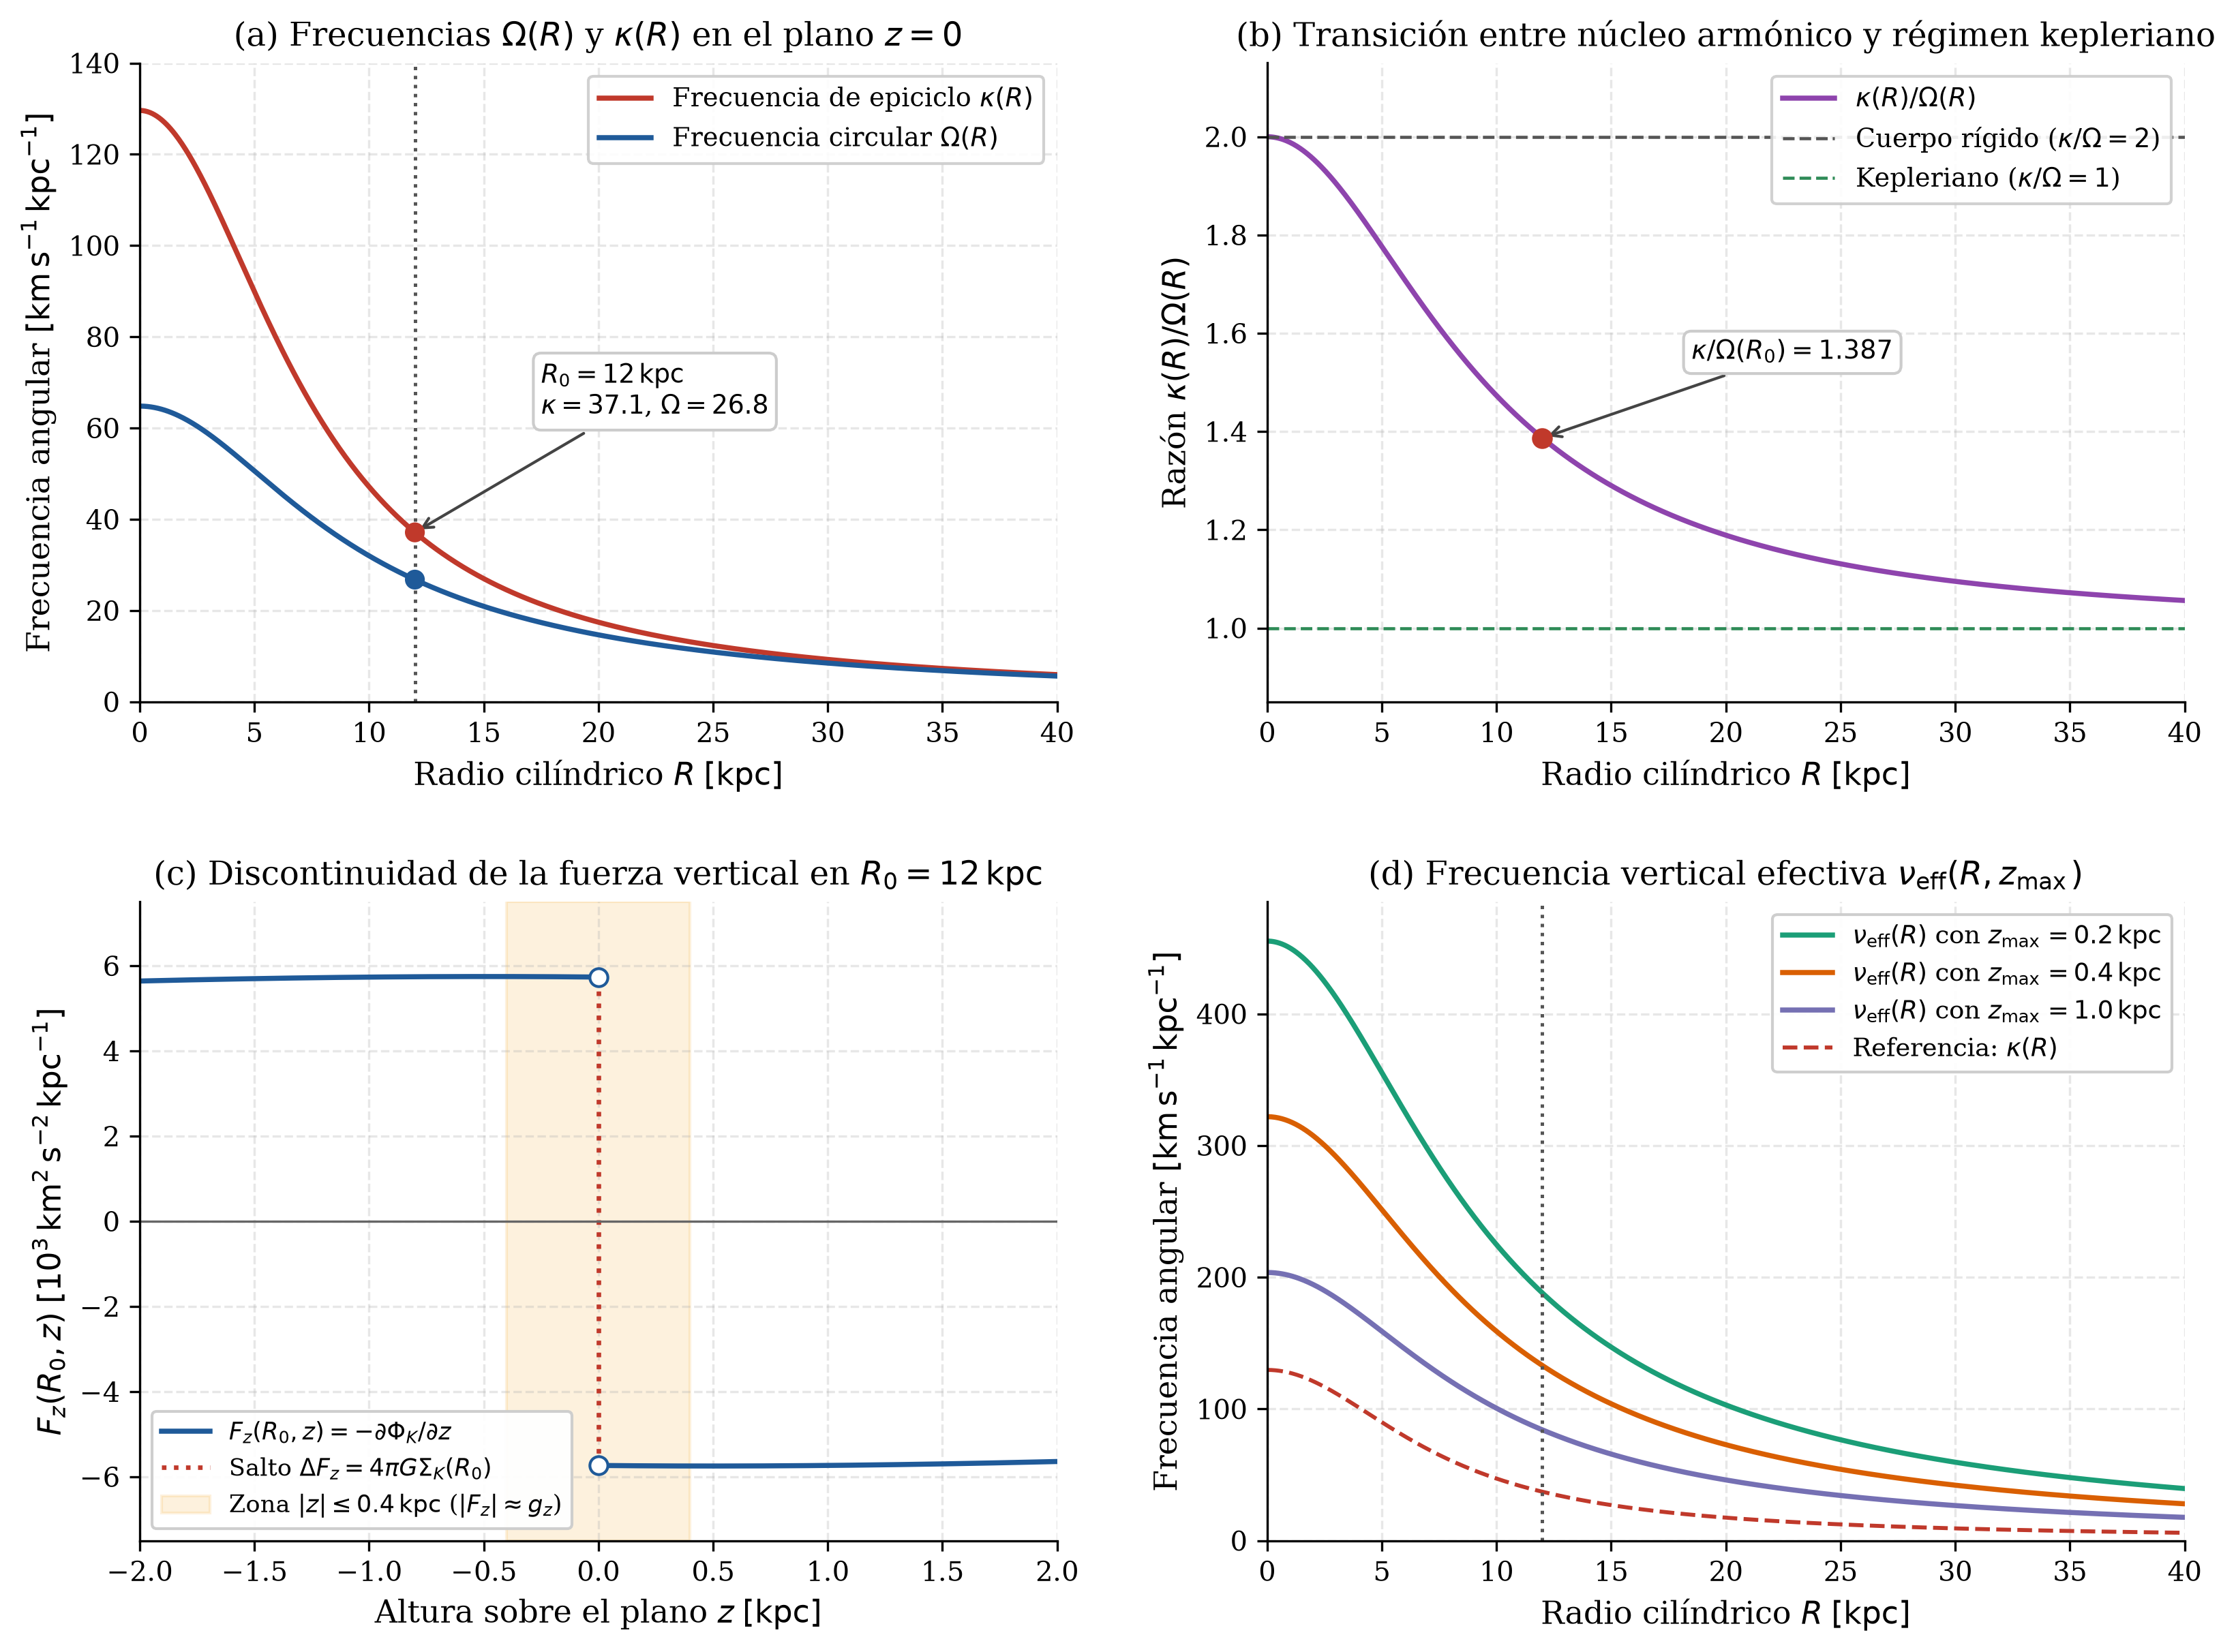 (a) Frecuencias Ω(R) y κ(R) en el plano z = 0
Frecuencia angular [km s⁻¹ kpc⁻¹]
140
120
100
80
60
40
20
0
Frecuencia de epiciclo κ(R)
Frecuencia circular Ω(R)
R₀ = 12 kpc
κ = 37.1, Ω = 26.8
0 5 10 15 20 25 30 35 40
Radio cilíndrico R [kpc]
(b) Transición entre núcleo armónico y régimen kepleriano
Razón κ(R)/Ω(R)
2.0
1.8
1.6
1.4
1.2
1.0
κ(R)/Ω(R)
Cuerpo rígido (κ/Ω = 2)
Kepleriano (κ/Ω = 1)
κ/Ω(R₀) = 1.387
0 5 10 15 20 25 30 35 40
Radio cilíndrico R [kpc]
(c) Discontinuidad de la fuerza vertical en R₀ = 12 kpc
F_z(R₀, z) [10³ km² s⁻² kpc⁻¹]
6
4
2
0
−2
−4
−6
F_z(R₀, z) = −∂Φ_K/∂z
Salto ΔF_z = 4πGΣ_K(R₀)
Zona |z| ≤ 0.4 kpc (|F_z| ≈ g_z)
−2.0 −1.5 −1.0 −0.5 0.0 0.5 1.0 1.5 2.0
Altura sobre el plano z [kpc]
(d) Frecuencia vertical efectiva ν_eff(R, z_max)
Frecuencia angular [km s⁻¹ kpc⁻¹]
400
300
200
100
0
ν_eff(R) con z_max = 0.2 kpc
ν_eff(R) con z_max = 0.4 kpc
ν_eff(R) con z_max = 1.0 kpc
Referencia: κ(R)
0 5 10 15 20 25 30 35 40
Radio cilíndrico R [kpc]